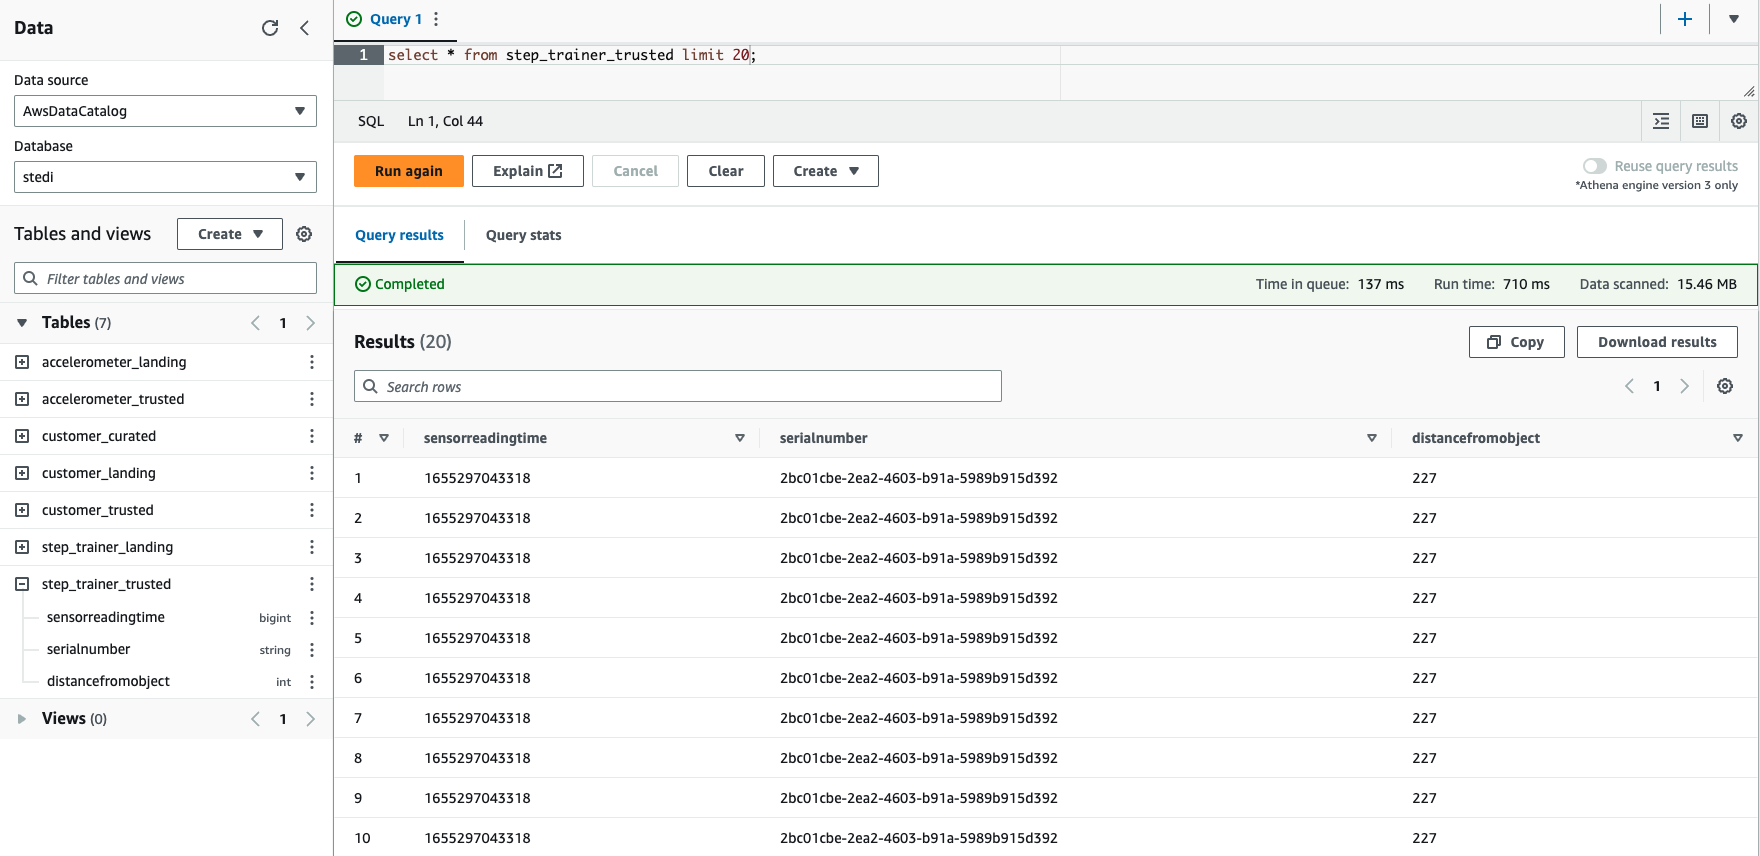 Data
Data source
AwsDataCatalog
Database
stedi
Tables and views
Create
Filter tables and views
Tables (7)
1
accelerometer_landing
accelerometer_trusted
customer_curated
customer_landing
customer_trusted
step_trainer_landing
step_trainer_trusted
sensorreadingtime bigint
serialnumber string
distancefromobject int
Views (0)
1
Query 1
1 select * from step_trainer_trusted limit 20;
SQL Ln 1, Col 44
Run again Explain Cancel Clear Create
Reuse query results
*Athena engine version 3 only
Query results Query stats
Completed Time in queue: 137 ms Run time: 710 ms Data scanned: 15.46 MB
Results (20)
Copy Download results
Search rows
1
# sensorreadingtime serialnumber distancefromobject
1 1655297043318 2bc01cbe-2ea2-4603-b91a-5989b915d392 227
2 1655297043318 2bc01cbe-2ea2-4603-b91a-5989b915d392 227
3 1655297043318 2bc01cbe-2ea2-4603-b91a-5989b915d392 227
4 1655297043318 2bc01cbe-2ea2-4603-b91a-5989b915d392 227
5 1655297043318 2bc01cbe-2ea2-4603-b91a-5989b915d392 227
6 1655297043318 2bc01cbe-2ea2-4603-b91a-5989b915d392 227
7 1655297043318 2bc01cbe-2ea2-4603-b91a-5989b915d392 227
8 1655297043318 2bc01cbe-2ea2-4603-b91a-5989b915d392 227
9 1655297043318 2bc01cbe-2ea2-4603-b91a-5989b915d392 227
10 1655297043318 2bc01cbe-2ea2-4603-b91a-5989b915d392 227